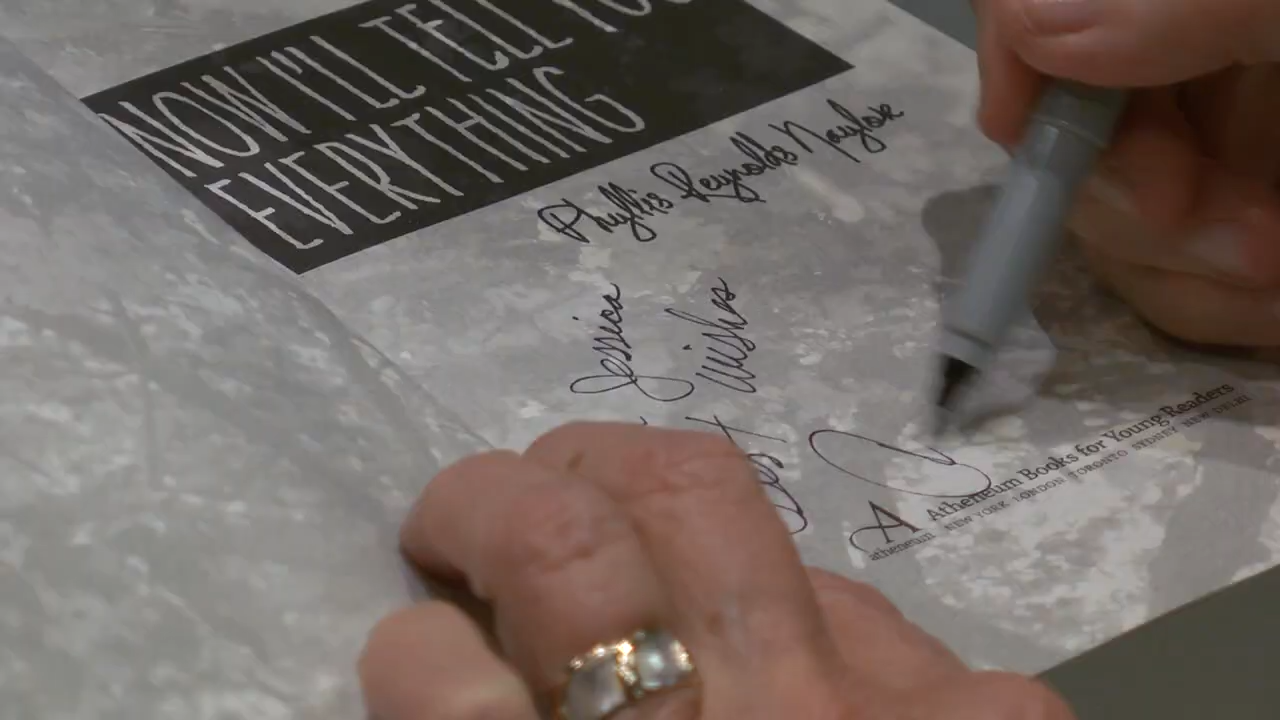 NOW I'LL TELL YOU
EVERYTHING
Phyllis Reynolds Naylor
Jessica
Best Wishes
A
atheneum
Atheneum Books for Young Readers
NEW YORK LONDON TORONTO SYDNEY NEW DELHI